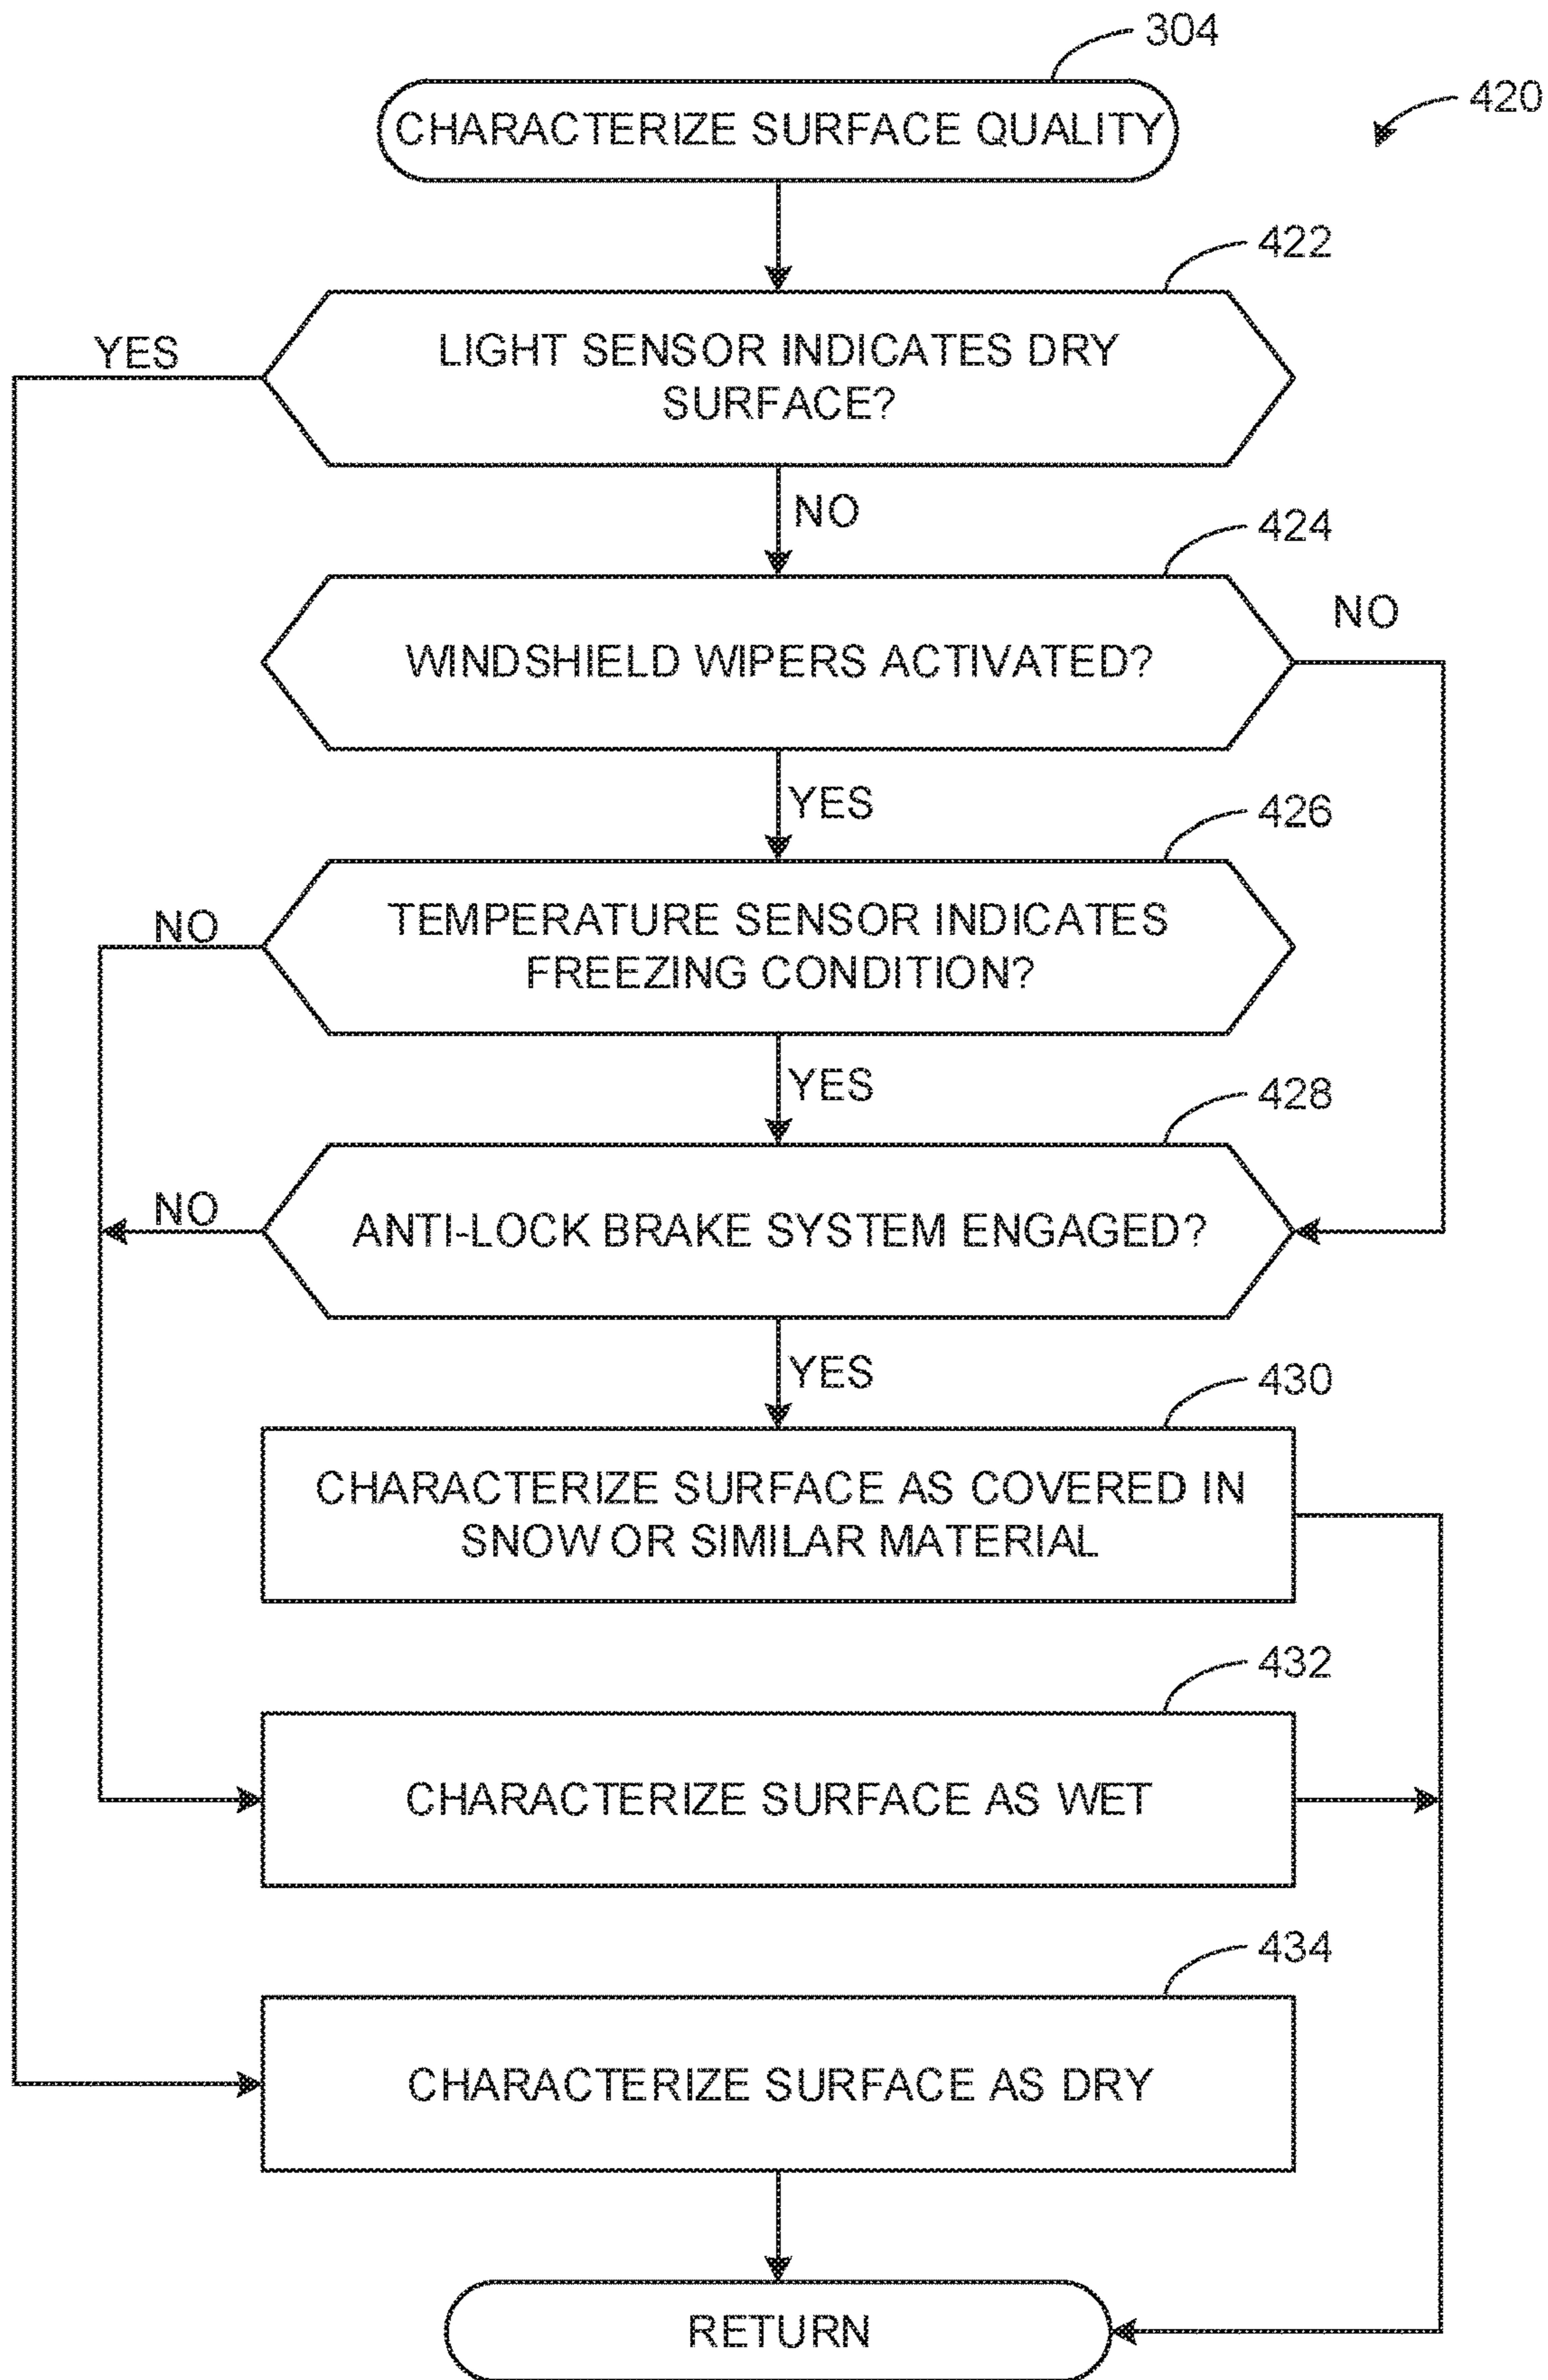 304
420
CHARACTERIZE SURFACE QUALITY
422
YES
LIGHT SENSOR INDICATES DRY
SURFACE?
NO
424
NO
WINDSHIELD WIPERS ACTIVATED?
YES
426
NO
TEMPERATURE SENSOR INDICATES
FREEZING CONDITION?
YES
428
NO
ANTI-LOCK BRAKE SYSTEM ENGAGED?
YES
430
CHARACTERIZE SURFACE AS COVERED IN
SNOW OR SIMILAR MATERIAL
432
CHARACTERIZE SURFACE AS WET
434
CHARACTERIZE SURFACE AS DRY
RETURN